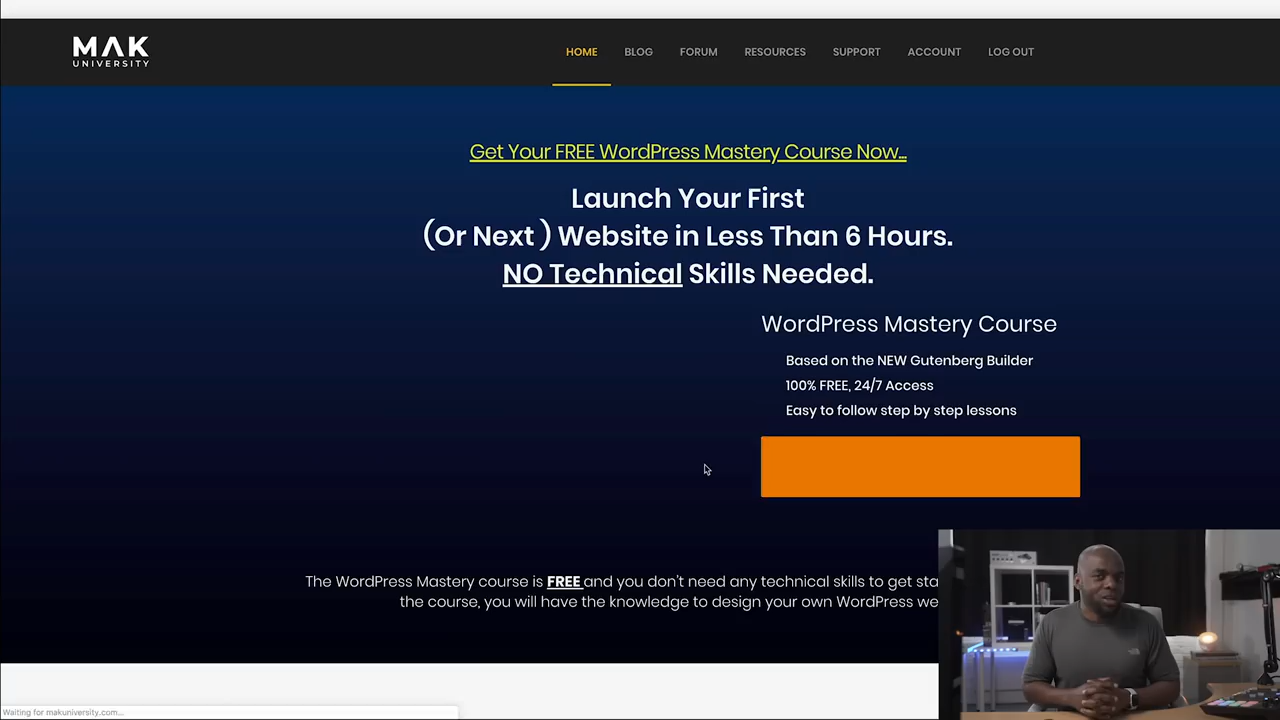 MAK
UNIVERSITY
HOME BLOG FORUM RESOURCES SUPPORT ACCOUNT LOG OUT
Get Your FREE WordPress Mastery Course Now...
Launch Your First
(Or Next ) Website in Less Than 6 Hours.
NO Technical Skills Needed.
WordPress Mastery Course
Based on the NEW Gutenberg Builder
100% FREE, 24/7 Access
Easy to follow step by step lessons
The WordPress Mastery course is FREE and you don't need any technical skills to get sta
the course, you will have the knowledge to design your own WordPress we
Waiting for makuniversity.com...